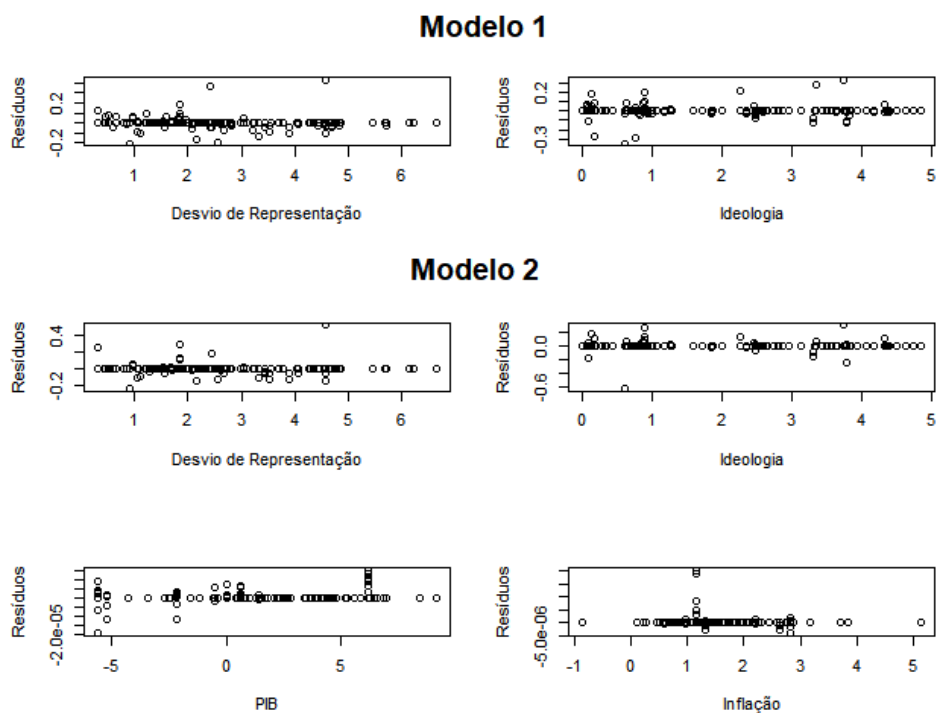 Modelo 1
Resíduos
0.2
-0.2
1 2 3 4 5 6
Desvio de Representação
Resíduos
0.2
-0.3
0 1 2 3 4 5
Ideologia
Modelo 2
Resíduos
0.4
-0.2
1 2 3 4 5 6
Desvio de Representação
Resíduos
0.0
-0.6
0 1 2 3 4 5
Ideologia
Resíduos
-2.0e-05
-5 0 5
PIB
Resíduos
-5.0e-06
-1 0 1 2 3 4 5
Inflação